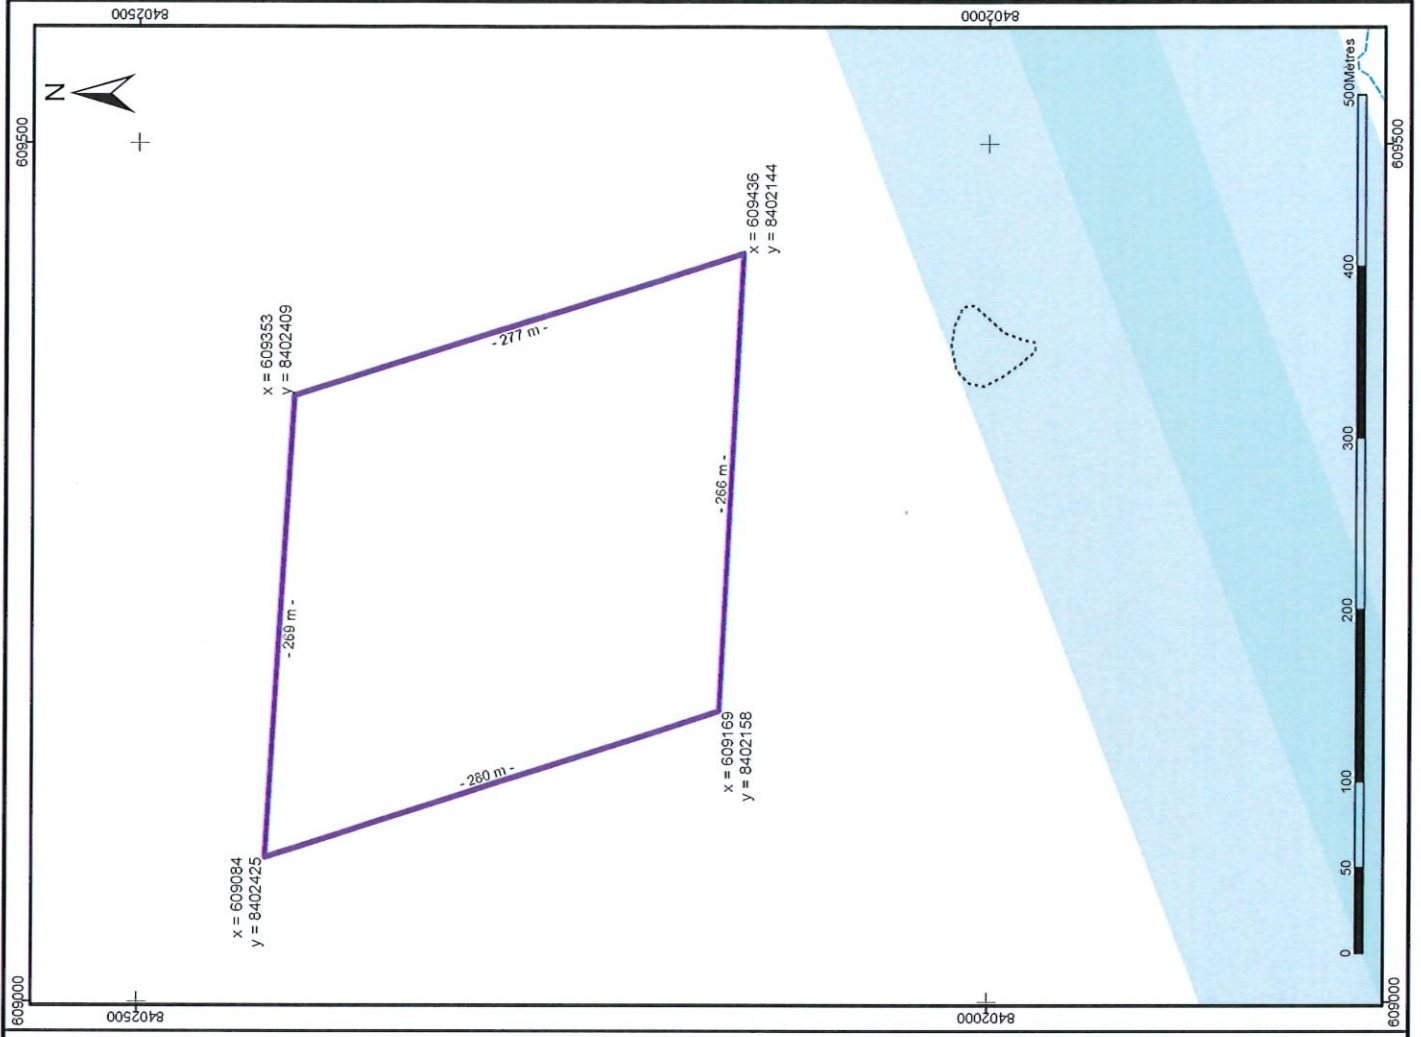 8402500
8402000
N
609500
609500
x = 609353
y = 8402409
x = 609436
y = 8402144
- 277 m -
- 269 m -
- 266 m -
- 280 m -
x = 609084
y = 8402425
x = 609169
y = 8402158
0
50
100
200
300
400
500Mètres
609000
609000
8402500
8402000